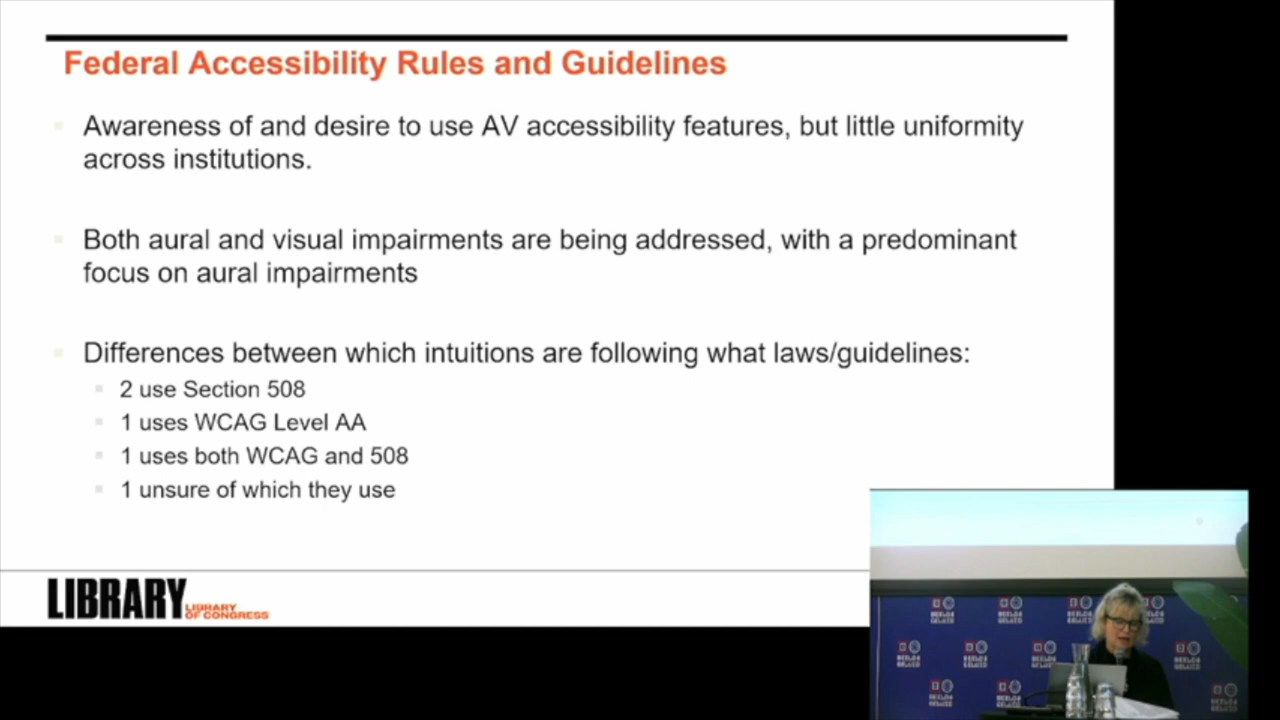 Federal Accessibility Rules and Guidelines
Awareness of and desire to use AV accessibility features, but little uniformity
across institutions.
Both aural and visual impairments are being addressed, with a predominant
focus on aural impairments
Differences between which intuitions are following what laws/guidelines:
2 use Section 508
1 uses WCAG Level AA
1 uses both WCAG and 508
1 unsure of which they use
LIBRARY
LIBRARY
OF CONGRESS